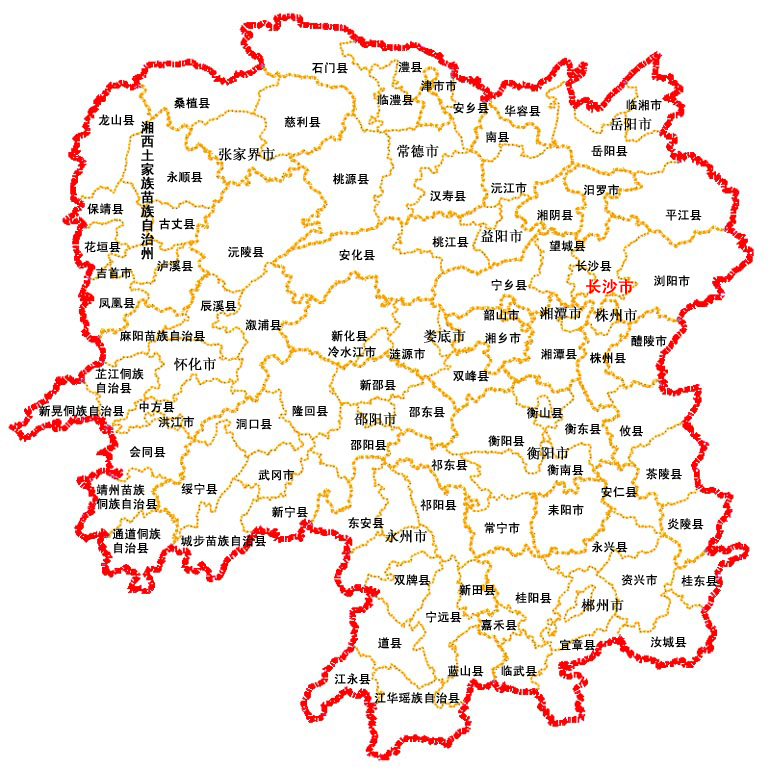 石门县
澧县
津市市
桑植县
临澧县
安乡县
华容县
临湘市
龙山县
慈利县
岳阳市
南县
湘西土家族苗族自治州
张家界市
常德市
岳阳县
永顺县
桃源县
沅江市
汨罗市
汉寿县
保靖县
古丈县
湘阴县
平江县
花垣县
沅陵县
安化县
桃江县
益阳市
望城县
吉首市
泸溪县
长沙县
宁乡县
长沙市
浏阳市
凤凰县
辰溪县
韶山市
湘潭市
株州市
溆浦县
麻阳苗族自治县
新化县
娄底市
湘乡市
醴陵市
冷水江市
涟源市
湘潭县
株州县
怀化市
芷江侗族
自治县
新邵县
双峰县
新晃侗族自治县
中方县
洪江市
隆回县
邵阳市
邵东县
衡山县
洞口县
衡东县
攸县
会同县
邵阳县
衡阳县
衡阳市
祁东县
衡南县
武冈市
茶陵县
靖州苗族
侗族自治县
绥宁县
安仁县
祁阳县
新宁县
耒阳市
东安县
常宁市
炎陵县
通道侗族
自治县
城步苗族自治县
永州市
永兴县
双牌县
新田县
资兴市
桂东县
桂阳县
郴州市
宁远县
嘉禾县
道县
宜章县
汝城县
蓝山县
临武县
江永县
江华瑶族自治县